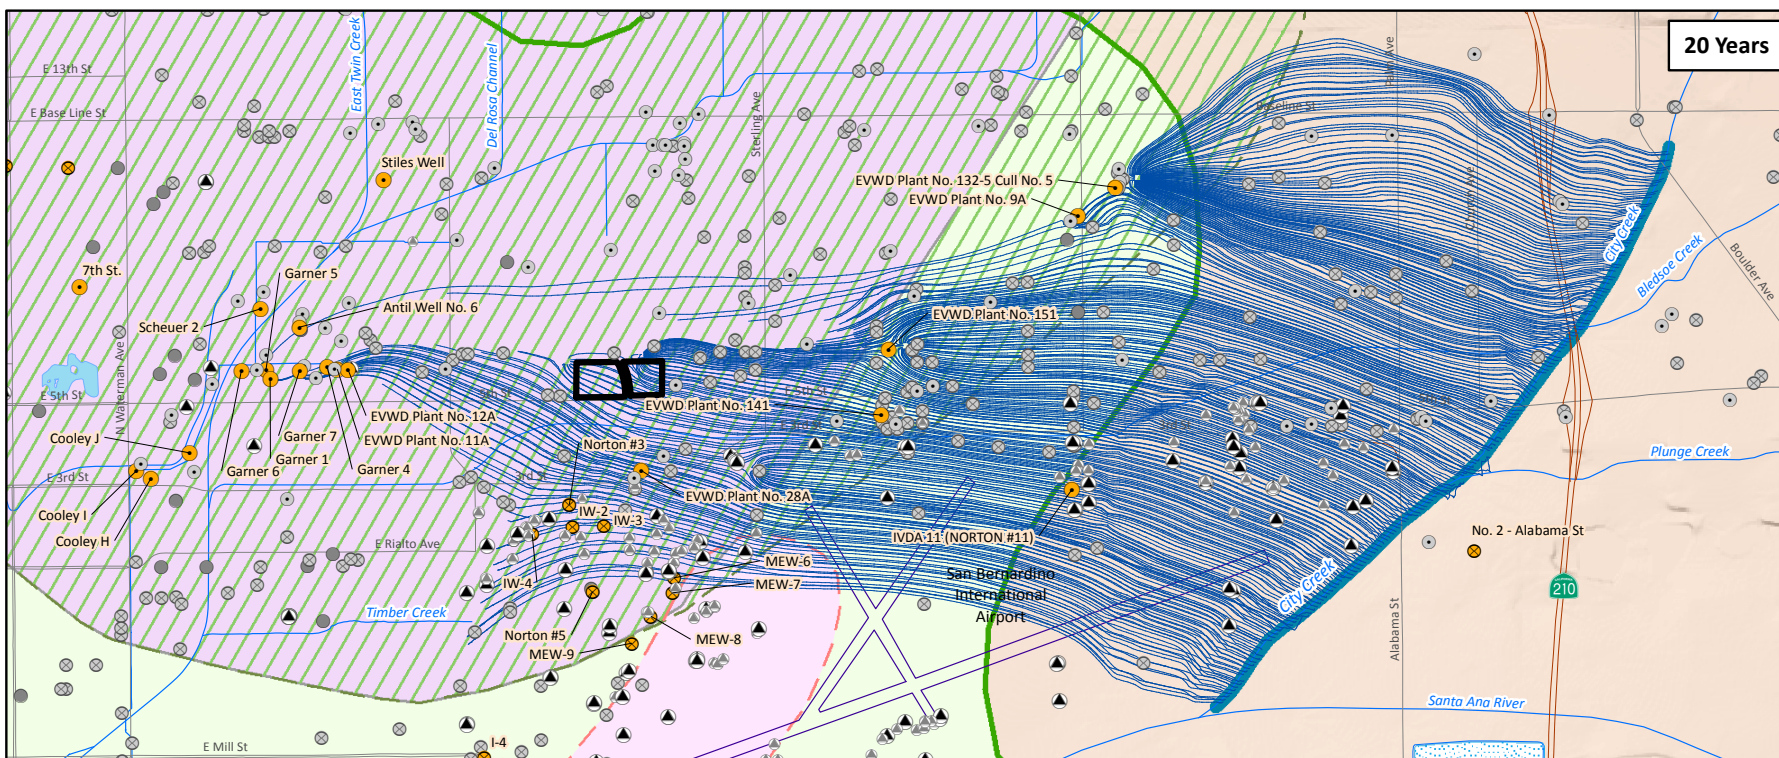 20 Years
E 13th St
E Base Line St
East Twin Creek
Del Rosa Channel
Sterling Ave
Baseline St
Stiles Well
EVWD Plant No. 132-5 Cull No. 5
EVWD Plant No. 9A
City Creek
Bledsoe Creek
Boulder Ave
7th St.
Garner 5
Antil Well No. 6
Scheuer 2
EVWD Plant No. 151
N Waterman Ave
E 5th St
EVWD Plant No. 141
EVWD Plant No. 12A
Garner 7
EVWD Plant No. 11A
Cooley J
Garner 1
Garner 6
Garner 4
Norton #3
3rd St
E 3rd St
Plunge Creek
EVWD Plant No. 28A
Cooley I
IW-2
IW-3
Cooley H
E Rialto Ave
IVDA 11 (NORTON #11)
No. 2 - Alabama St
MEW-6
IW-4
MEW-7
San Bernardino
International
Airport
City Creek
210
Timber Creek
Norton #5
MEW-8
MEW-9
Alabama St
Santa Ana River
E Mill St
I-4